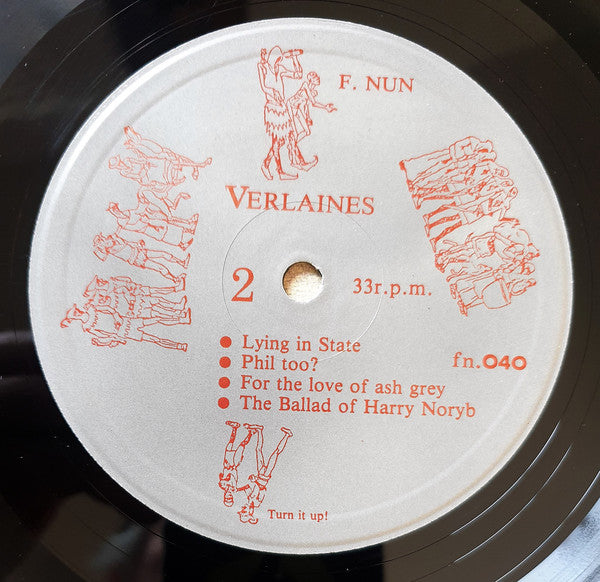 F. NUN
VERLAINES
2
33r.p.m.
● Lying in State
● Phil too?
● For the love of ash grey
● The Ballad of Harry Noryb
fn.040
Turn it up!